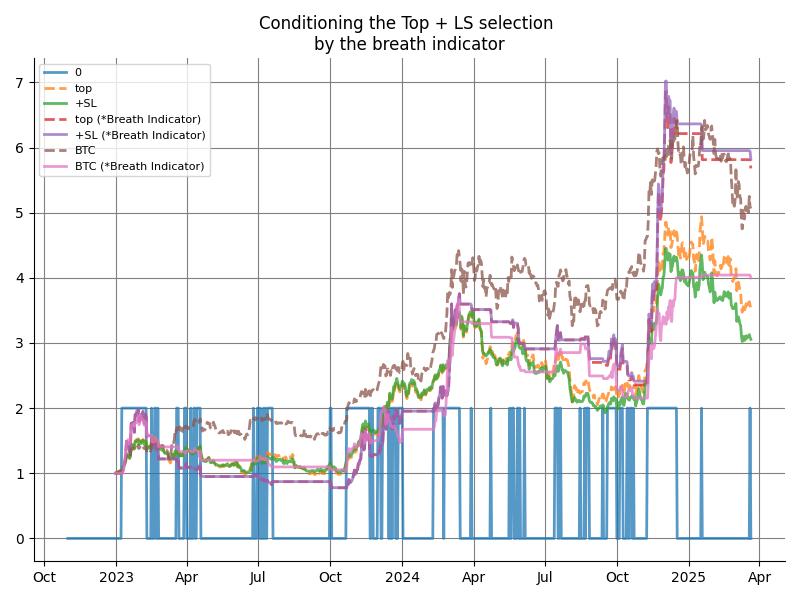 Conditioning the Top + LS selection
by the breath indicator
0
top
+SL
top (*Breath Indicator)
+SL (*Breath Indicator)
BTC
BTC (*Breath Indicator)
7
6
5
4
3
2
1
0
Oct 2023 Apr Jul Oct 2024 Apr Jul Oct 2025 Apr